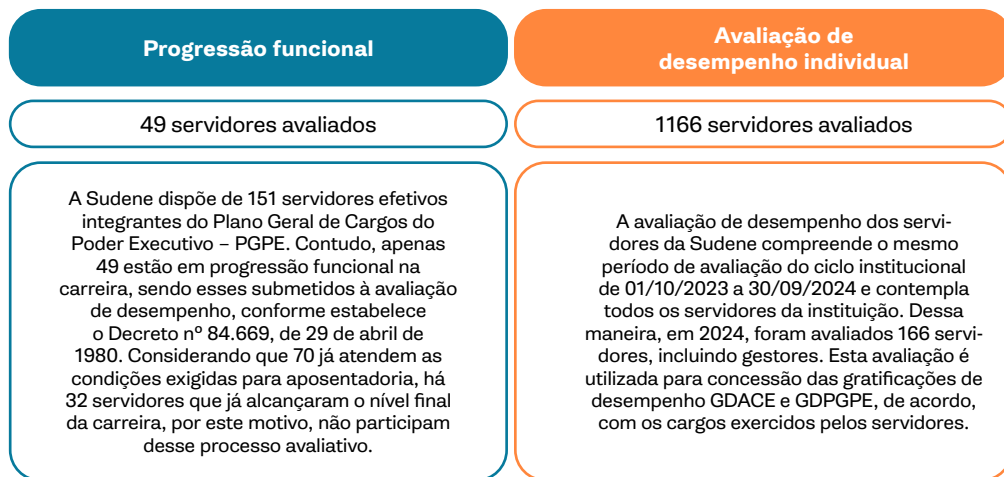 Progressão funcional
49 servidores avaliados
A Sudene dispõe de 151 servidores efetivos
integrantes do Plano Geral de Cargos do
Poder Executivo – PGPE. Contudo, apenas
49 estão em progressão funcional na
carreira, sendo esses submetidos à avaliação
de desempenho, conforme estabelece
o Decreto nº 84.669, de 29 de abril de
1980. Considerando que 70 já atendem as
condições exigidas para aposentadoria, há
32 servidores que já alcançaram o nível final
da carreira, por este motivo, não participam
desse processo avaliativo.
Avaliação de
desempenho individual
1166 servidores avaliados
A avaliação de desempenho dos servi-
dores da Sudene compreende o mesmo
período de avaliação do ciclo institucional
de 01/10/2023 a 30/09/2024 e contempla
todos os servidores da instituição. Dessa
maneira, em 2024, foram avaliados 166 servi-
dores, incluindo gestores. Esta avaliação é
utilizada para concessão das gratificações de
desempenho GDACE e GDPGPE, de acordo,
com os cargos exercidos pelos servidores.